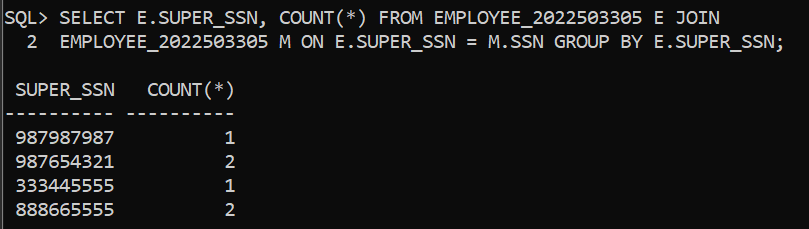 SQL> SELECT E.SUPER_SSN, COUNT(*) FROM EMPLOYEE_2022503305 E JOIN
2 EMPLOYEE_2022503305 M ON E.SUPER_SSN = M.SSN GROUP BY E.SUPER_SSN;
SUPER_SSN COUNT(*)
---------- ----------
987987987 1
987654321 2
333445555 1
888665555 2